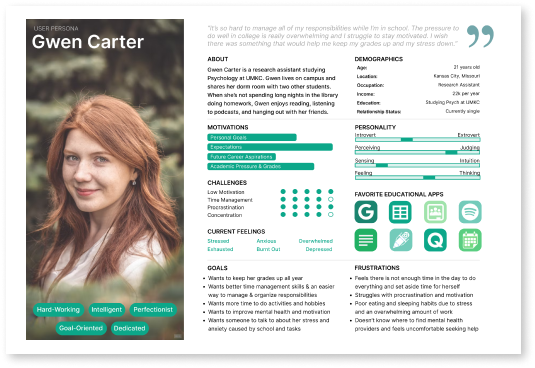 USER PERSONA
Gwen Carter
"It's so hard to manage all of my responsibilities while I'm in school. The pressure to
do well in college is really overwhelming and I struggle to stay motivated. I wish
there was something that would help me keep my grades up and my stress down."
ABOUT
Gwen Carter is a research assistant studying
Psychology at UMKC. Gwen lives on campus and
shares her dorm room with two other students.
When she's not spending long nights in the library
doing homework, Gwen enjoys reading, listening
to podcasts, and hanging out with her friends.
DEMOGRAPHICS
Age: 31 years old
Location: Kansas City, Missouri
Occupation: Research Assistant
Income: 22k per year
Education: Studying Psych at UMKC
Relationship Status: Currently single
MOTIVATIONS
Personal Goals
Expectations
Future Career Aspirations
Academic Pressure & Grades
PERSONALITY
Introvert Extrovert
Perceiving Judging
Sensing Intuition
Feeling Thinking
CHALLENGES
Low Motivation
Time Management
Procrastination
Concentration
FAVORITE EDUCATIONAL APPS
G
Q
CURRENT FEELINGS
Stressed Anxious Overwhelmed
Exhausted Burnt Out Depressed
GOALS
• Wants to keep her grades up all year
• Wants better time management skills & an easier
way to manage & organize responsibilities
• Wants more time to do activities and hobbies
• Wants to improve mental health and motivation
• Wants someone to talk to about her stress and
anxiety caused by school and tasks
FRUSTRATIONS
• Feels there is not enough time in the day to do
everything and set aside time for herself
• Struggles with procrastination and motivation
• Poor eating and sleeping habits due to stress
and an overwhelming amount of work
• Doesn't know where to find mental health
providers and feels uncomfortable seeking help
Hard-Working Intelligent Perfectionist
Goal-Oriented Dedicated